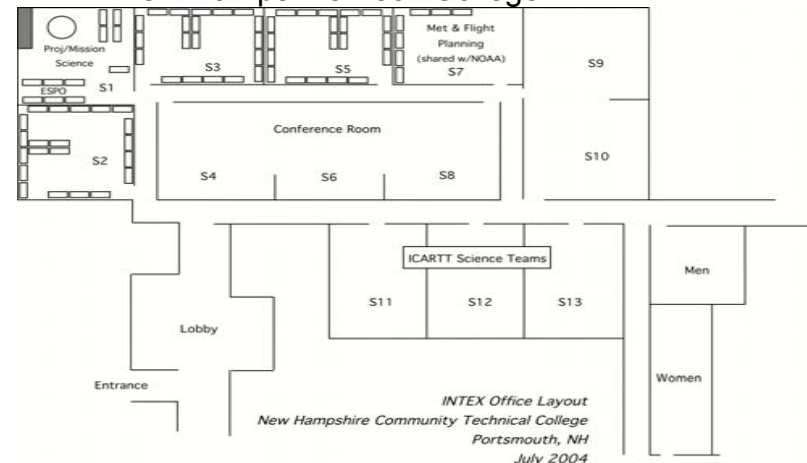 Proj/Mission
Science
ESPO
S1
S3
S5
Met & Flight
Planning
(shared w/NOAA)
S7
S9
S2
Conference Room
S4
S6
S8
S10
ICARTT Science Teams
S11
S12
S13
Men
Lobby
Women
Entrance
INTEX Office Layout
New Hampshire Community Technical College
Portsmouth, NH
July 2004